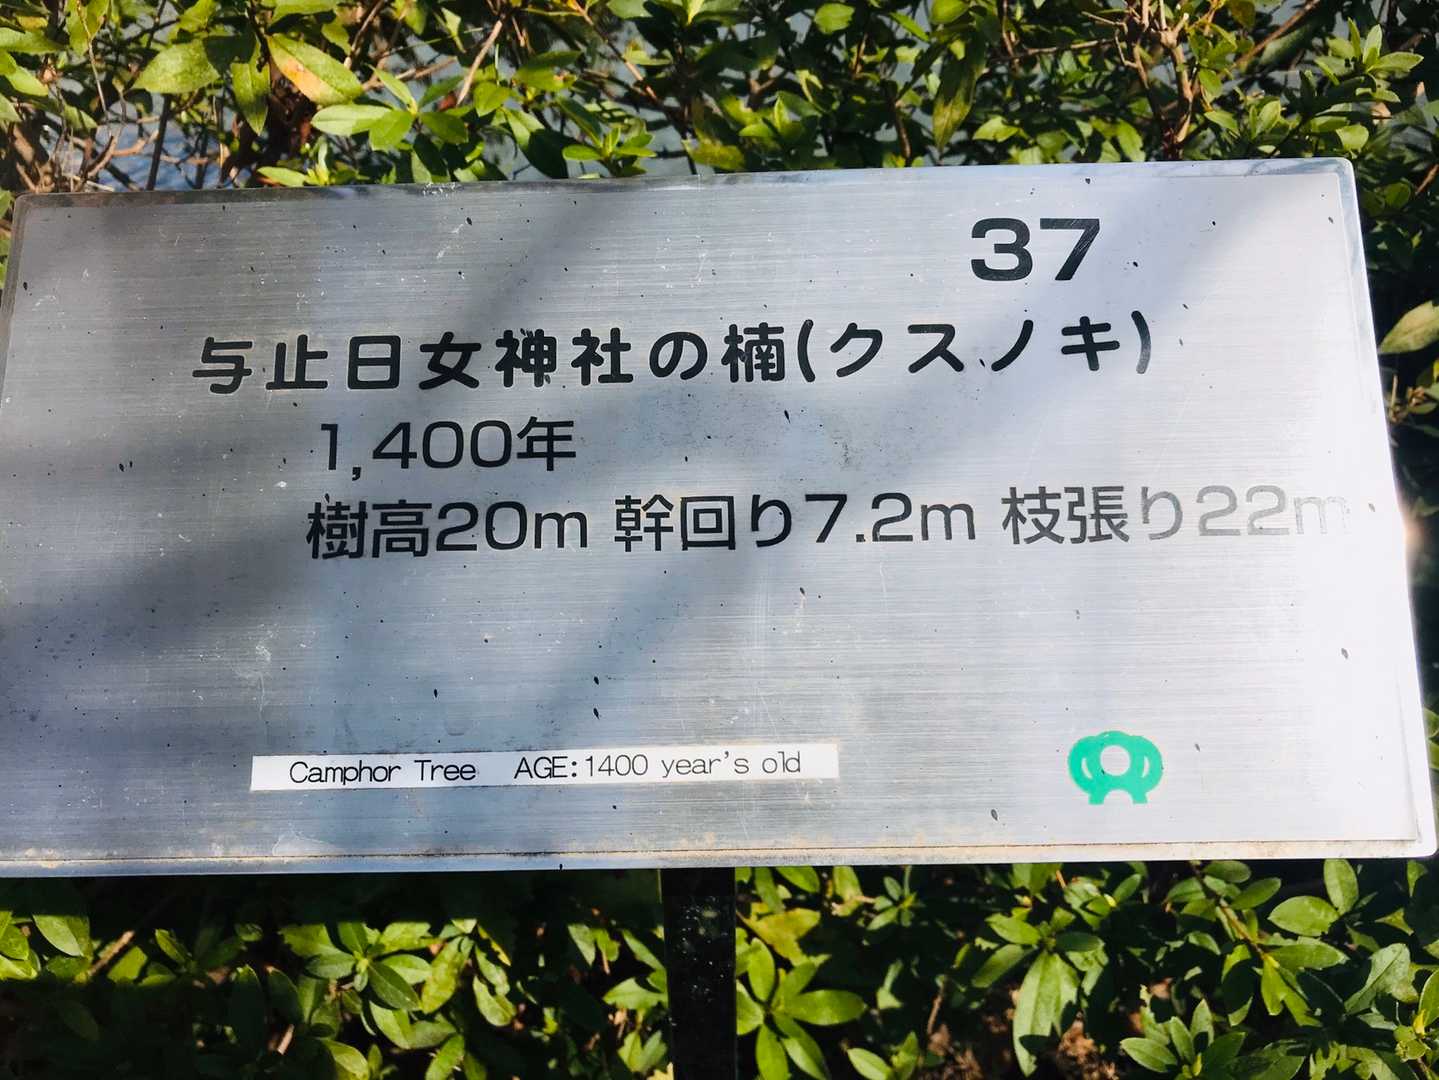 37
与止日女神社の楠(クスノキ)
1,400年
樹高20m 幹回り7.2m 枝張り22m
Camphor Tree AGE:1400 year's old